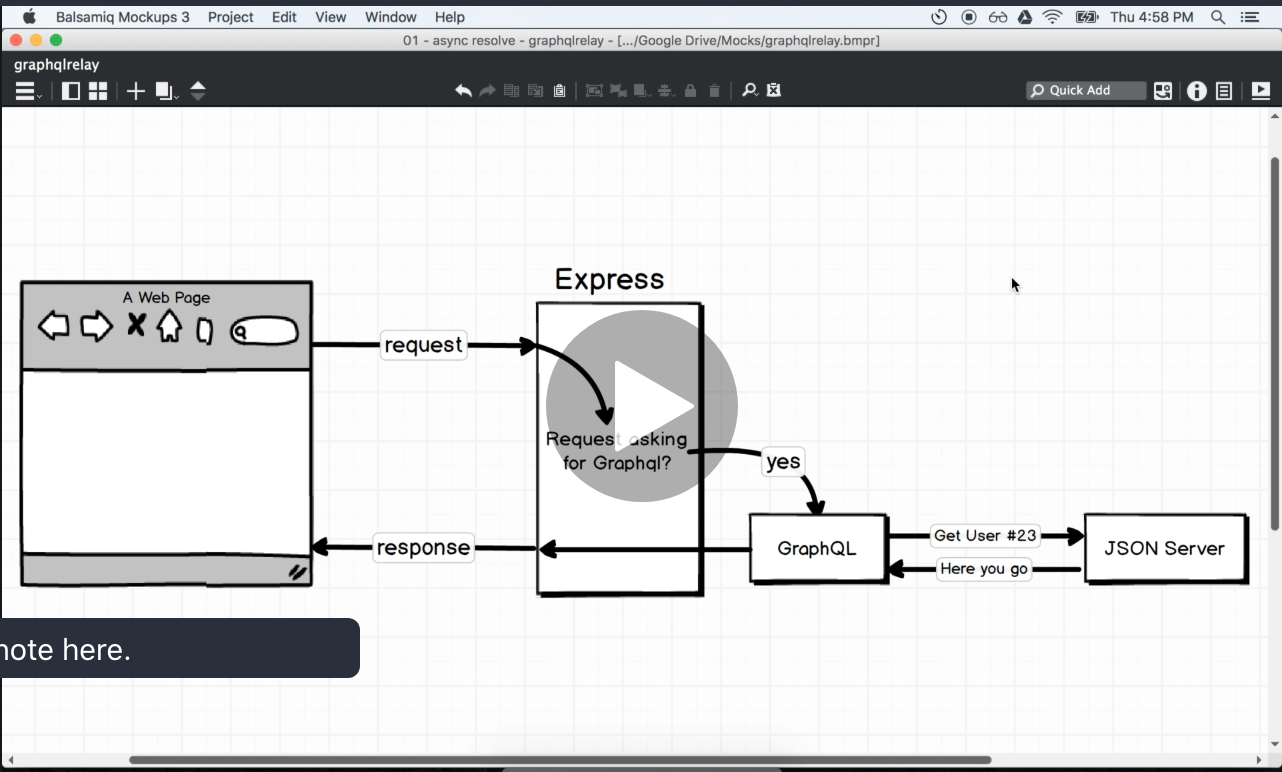 Balsamiq Mockups 3 Project Edit View Window Help Thu 4:58 PM
01 - async resolve - graphqlrelay - [.../Google Drive/Mocks/graphqlrelay.bmpr]
graphqlrelay
Quick Add
Express
A Web Page
request
Request asking
for Graphql?
yes
response
GraphQL
Get User #23
Here you go
JSON Server
note here.